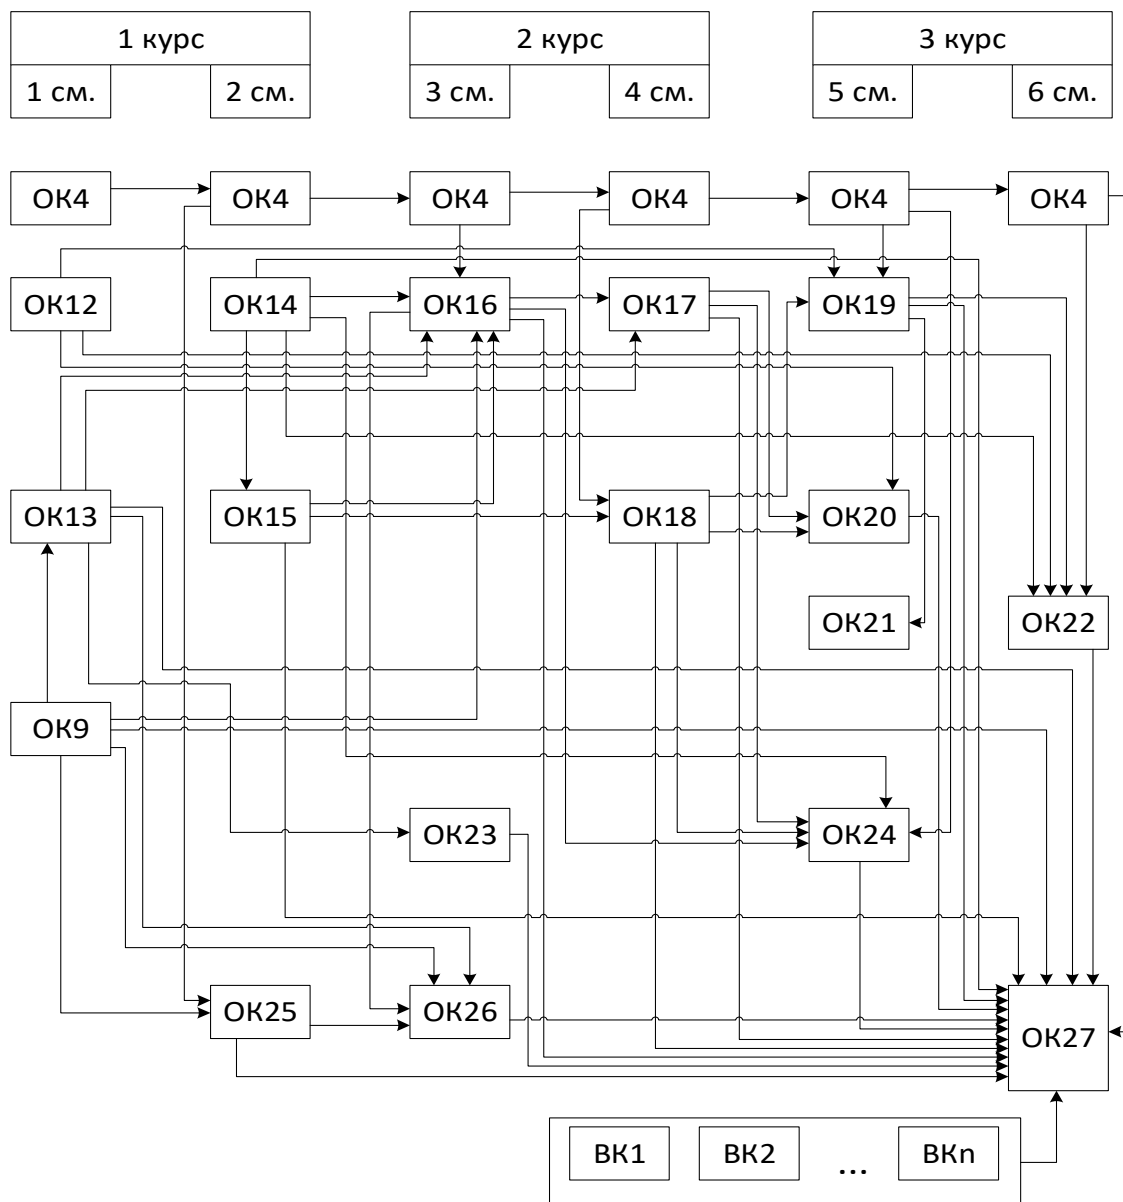 1 курс 2 курс 3 курс
1 см. 2 см. 3 см. 4 см. 5 см. 6 см.
ОК4 ОК4 ОК4 ОК4 ОК4 ОК4
ОК12 ОК14 ОК16 ОК17 ОК19
ОК13 ОК15 ОК18 ОК20
ОК21 ОК22
ОК9
ОК23 ОК24
ОК25 ОК26 ОК27
ВК1 ВК2 ... ВКn